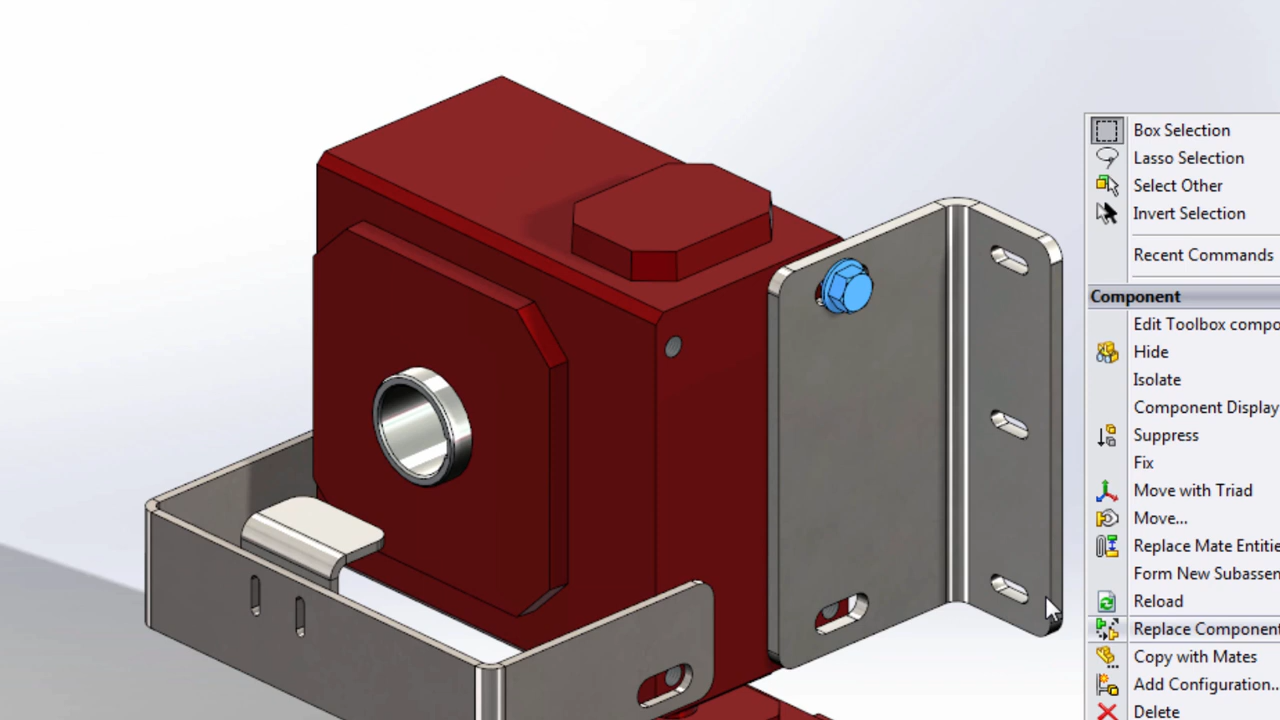 Box Selection
Lasso Selection
Select Other
Invert Selection
Recent Commands
Component
Edit Toolbox compo
Hide
Isolate
Component Display
Suppress
Fix
Move with Triad
Move...
Replace Mate Entitie
Form New Subassem
Reload
Replace Component
Copy with Mates
Add Configuration...
Delete